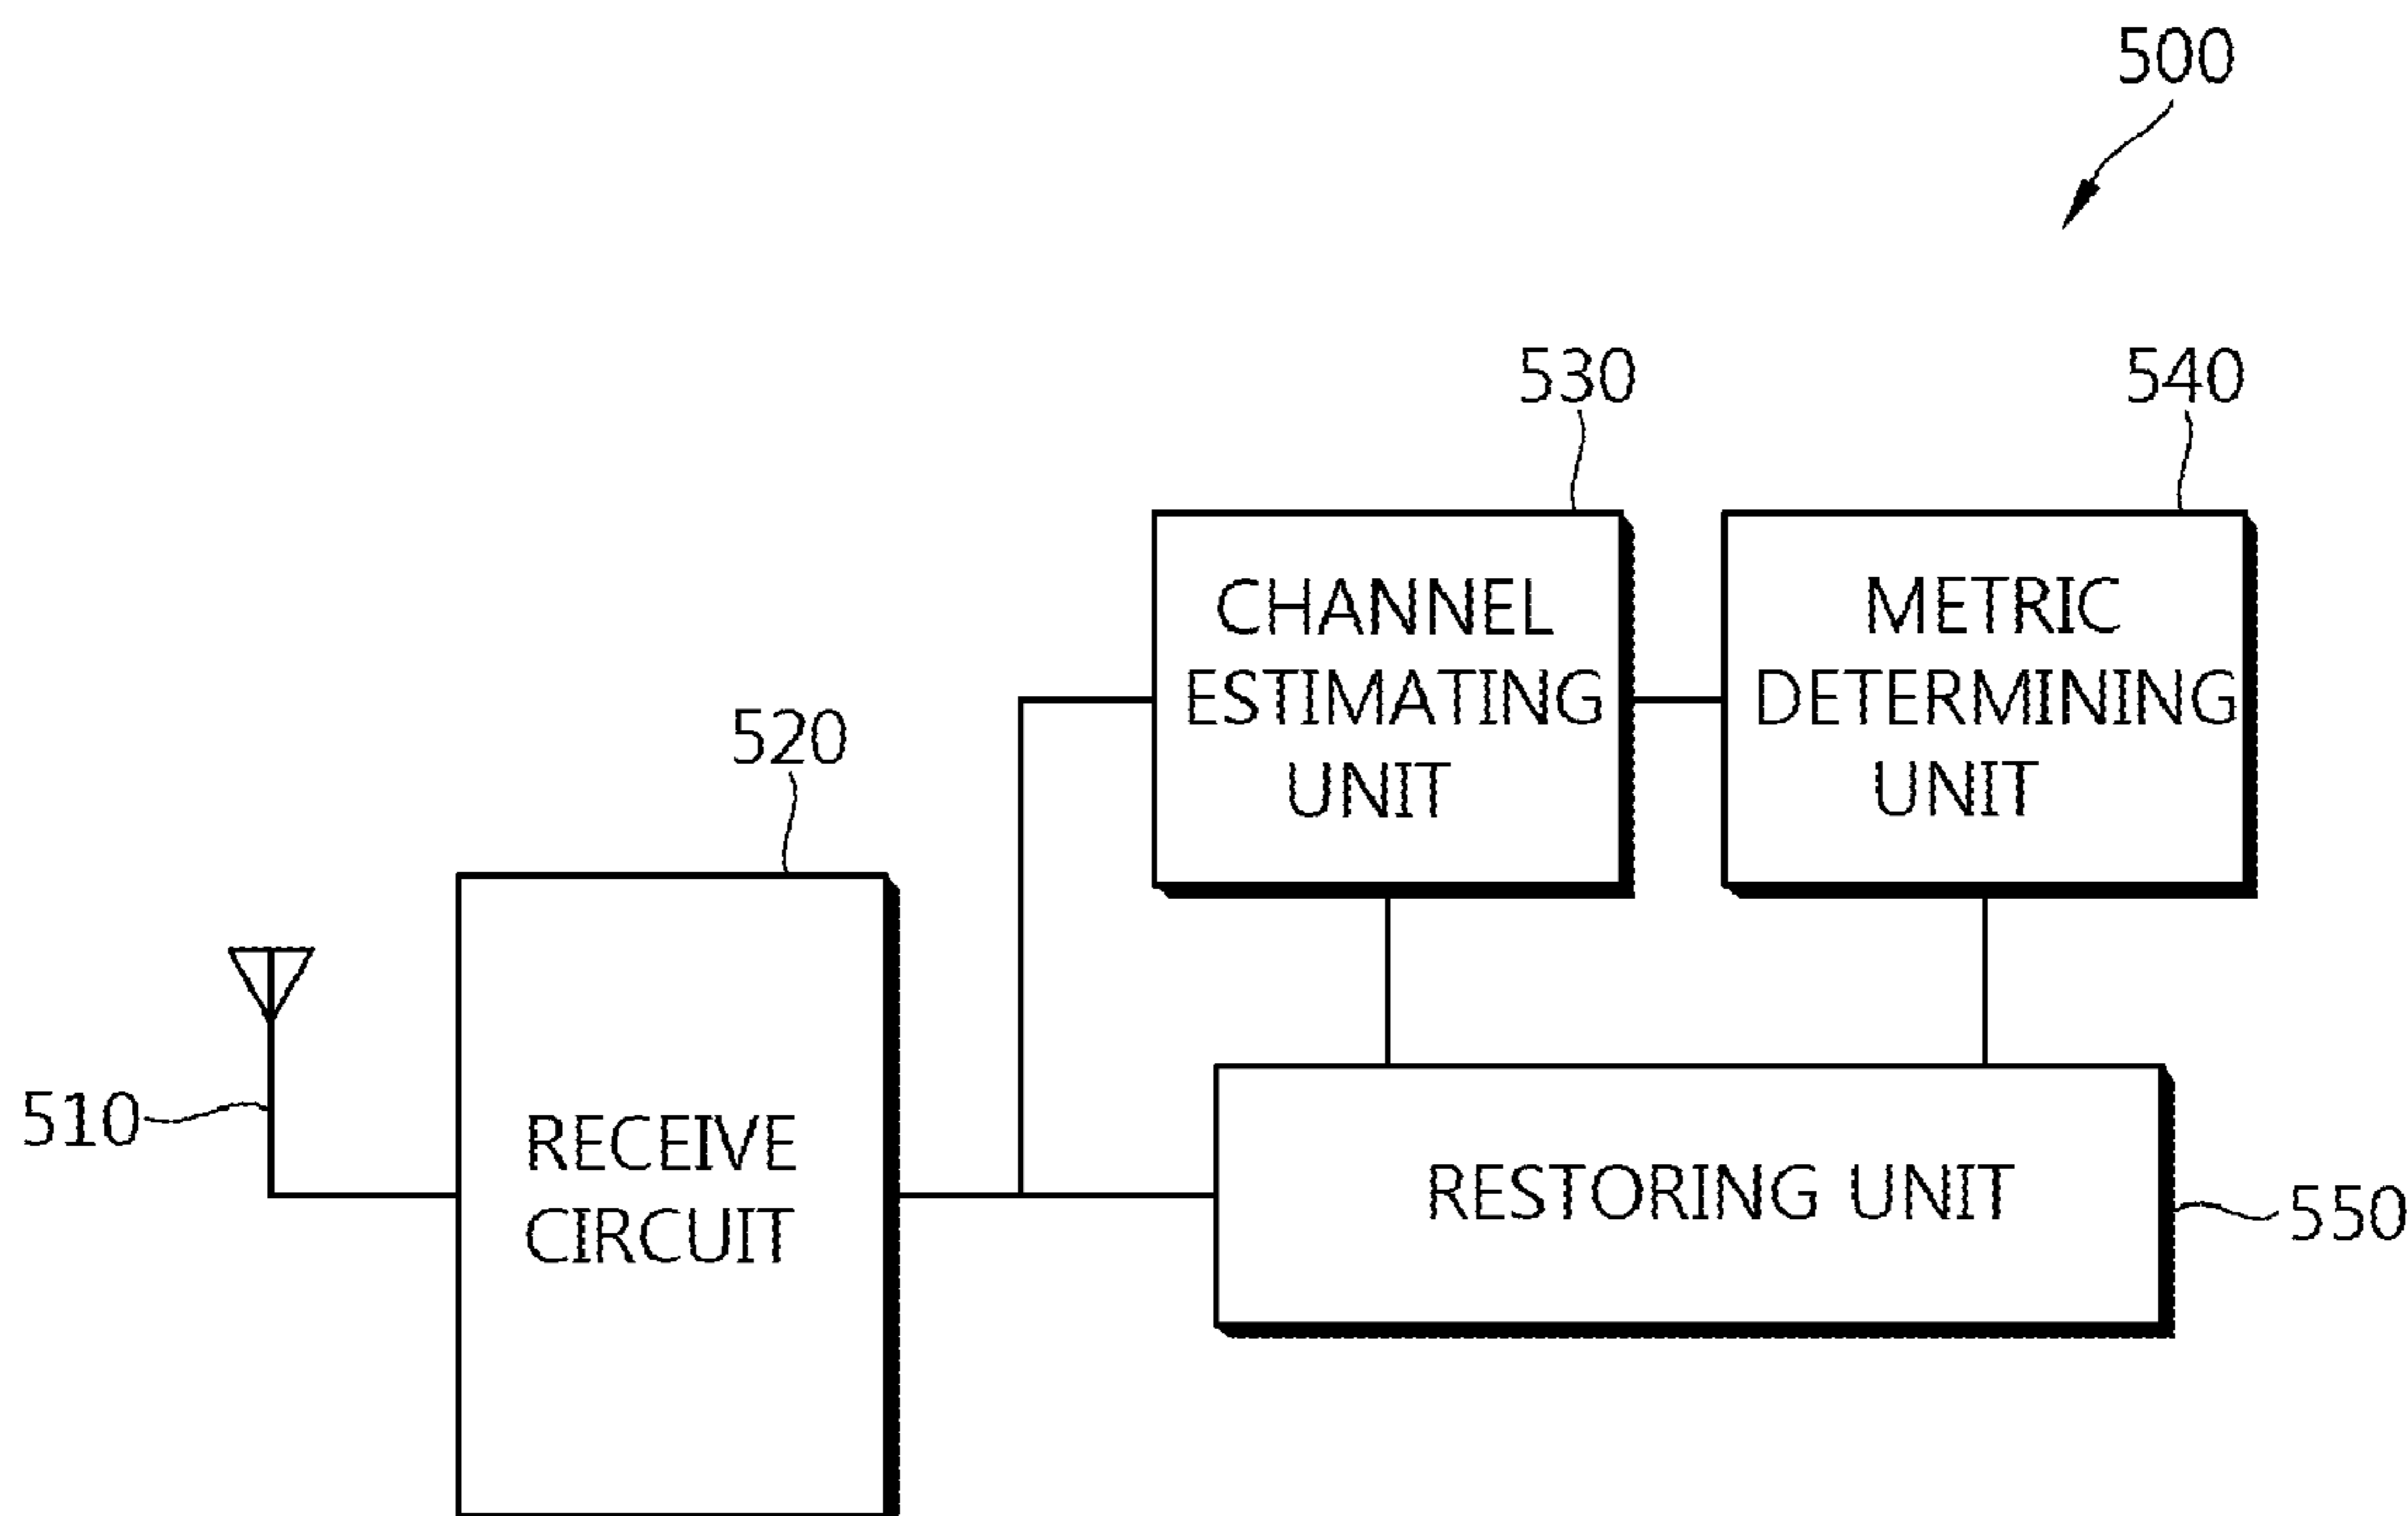 500
530
540
CHANNEL
ESTIMATING
UNIT
METRIC
DETERMINING
UNIT
520
510
RECEIVE
CIRCUIT
RESTORING UNIT
550